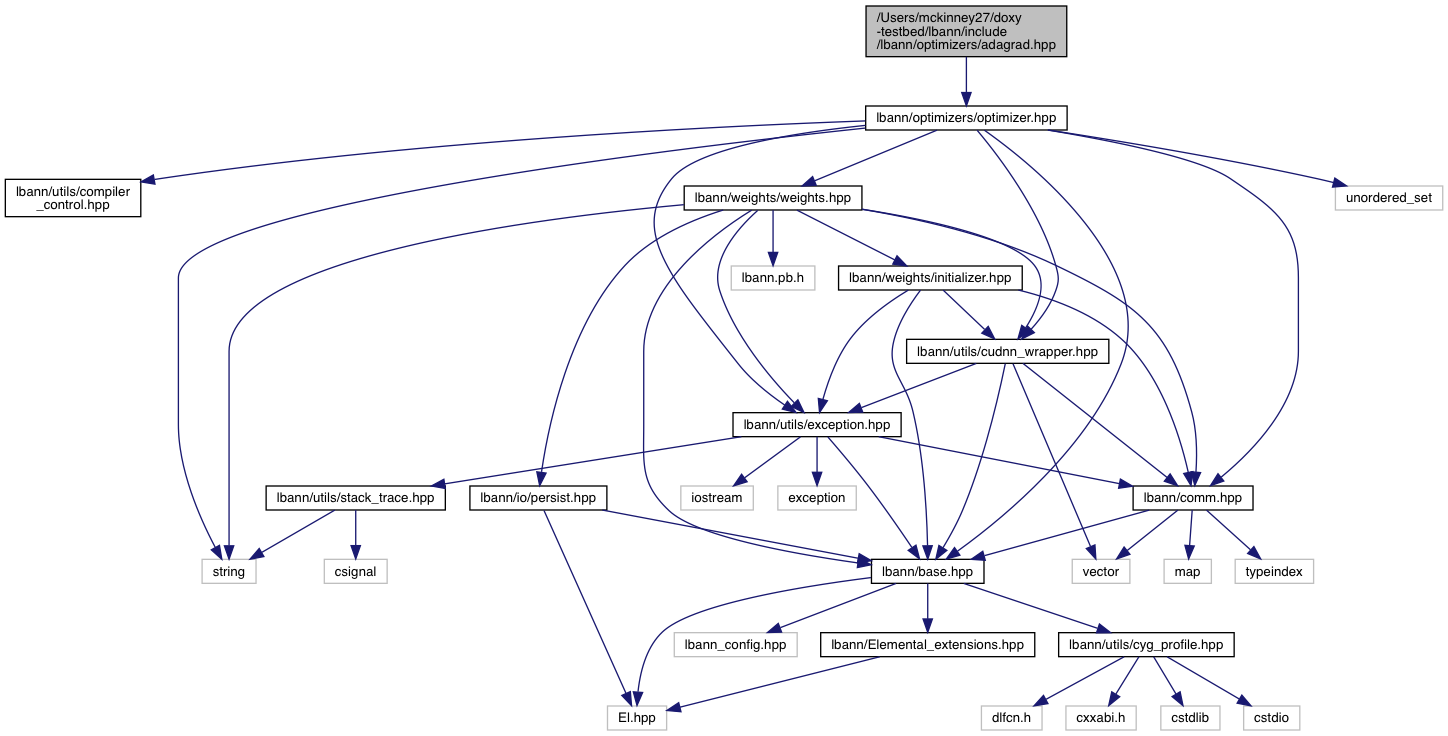 /Users/mckinney27/doxy
-testbed/lbann/include
/lbann/optimizers/adagrad.hpp
lbann/optimizers/optimizer.hpp
lbann/utils/compiler
_control.hpp
lbann/weights/weights.hpp
unordered_set
lbann.pb.h
lbann/weights/initializer.hpp
lbann/utils/cudnn_wrapper.hpp
lbann/utils/exception.hpp
lbann/utils/stack_trace.hpp
lbann/io/persist.hpp
iostream
exception
lbann/comm.hpp
string
csignal
lbann/base.hpp
vector
map
typeindex
lbann_config.hpp
lbann/Elemental_extensions.hpp
lbann/utils/cyg_profile.hpp
El.hpp
dlfcn.h
cxxabi.h
cstdlib
cstdio